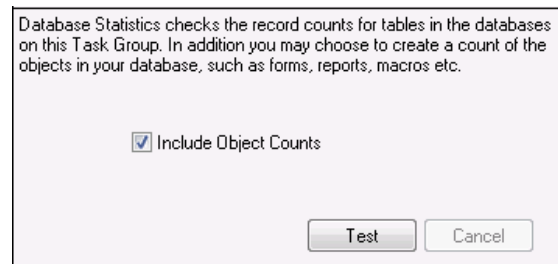 Database Statistics checks the record counts for tables in the databases
on this Task Group. In addition you may choose to create a count of the
objects in your database, such as forms, reports, macros etc.
Include Object Counts
Test
Cancel